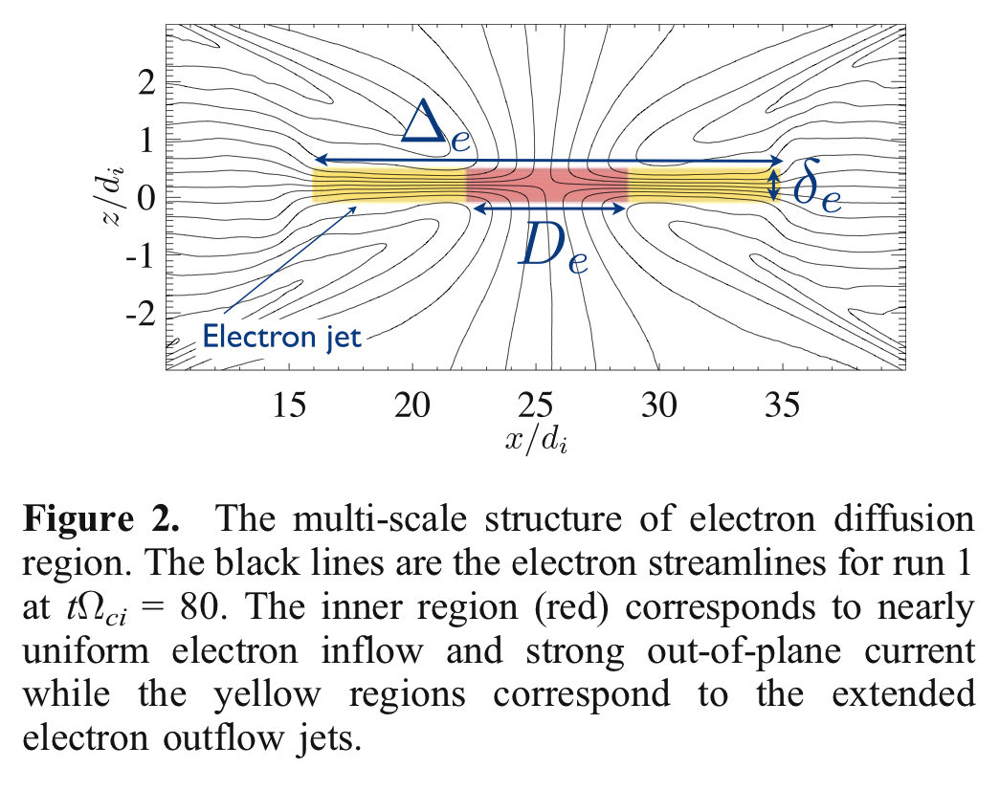 2
1
0
-1
-2
z/d_i
Δ_e
δ_e
D_e
Electron jet
15 20 25 30 35
x/d_i
Figure 2. The multi-scale structure of electron diffusion
region. The black lines are the electron streamlines for run 1
at tΩ_ci = 80. The inner region (red) corresponds to nearly
uniform electron inflow and strong out-of-plane current
while the yellow regions correspond to the extended
electron outflow jets.